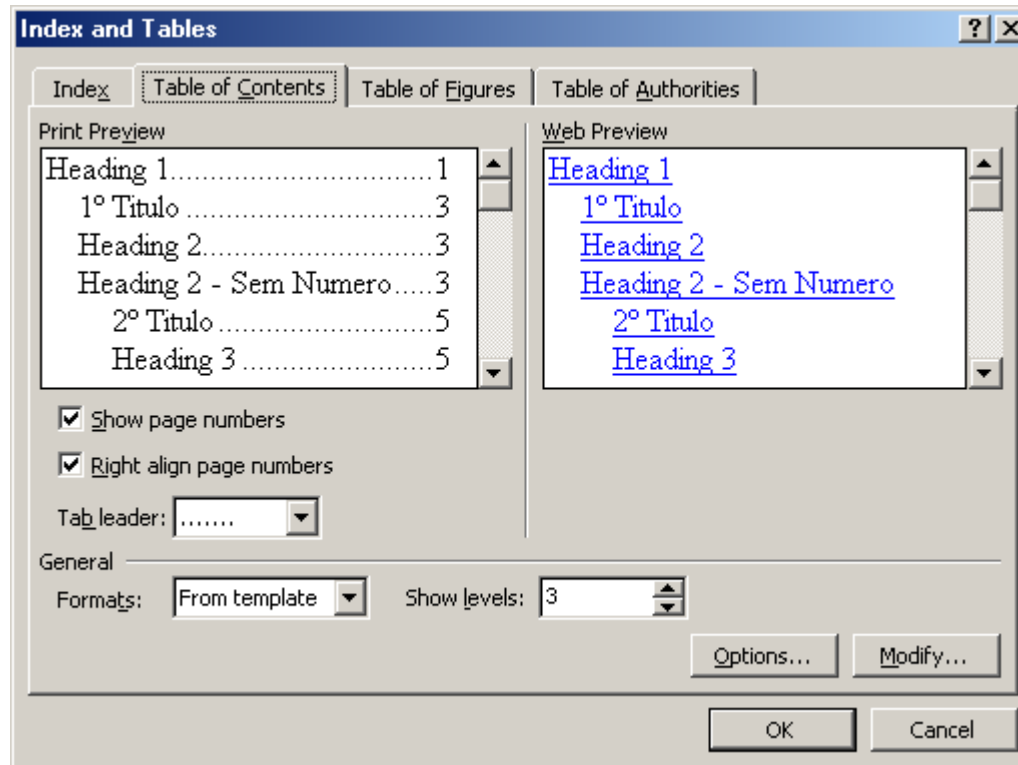 Index and Tables
Index Table of Contents Table of Figures Table of Authorities
Print Preview
Heading 1..............................1
1º Titulo ............................3
Heading 2..........................3
Heading 2 - Sem Numero.....3
2º Titulo ........................5
Heading 3 ......................5
Web Preview
Heading 1
1º Titulo
Heading 2
Heading 2 - Sem Numero
2º Titulo
Heading 3
Show page numbers
Right align page numbers
Tab leader: .......
General
Formats: From template Show levels: 3
Options... Modify...
OK Cancel